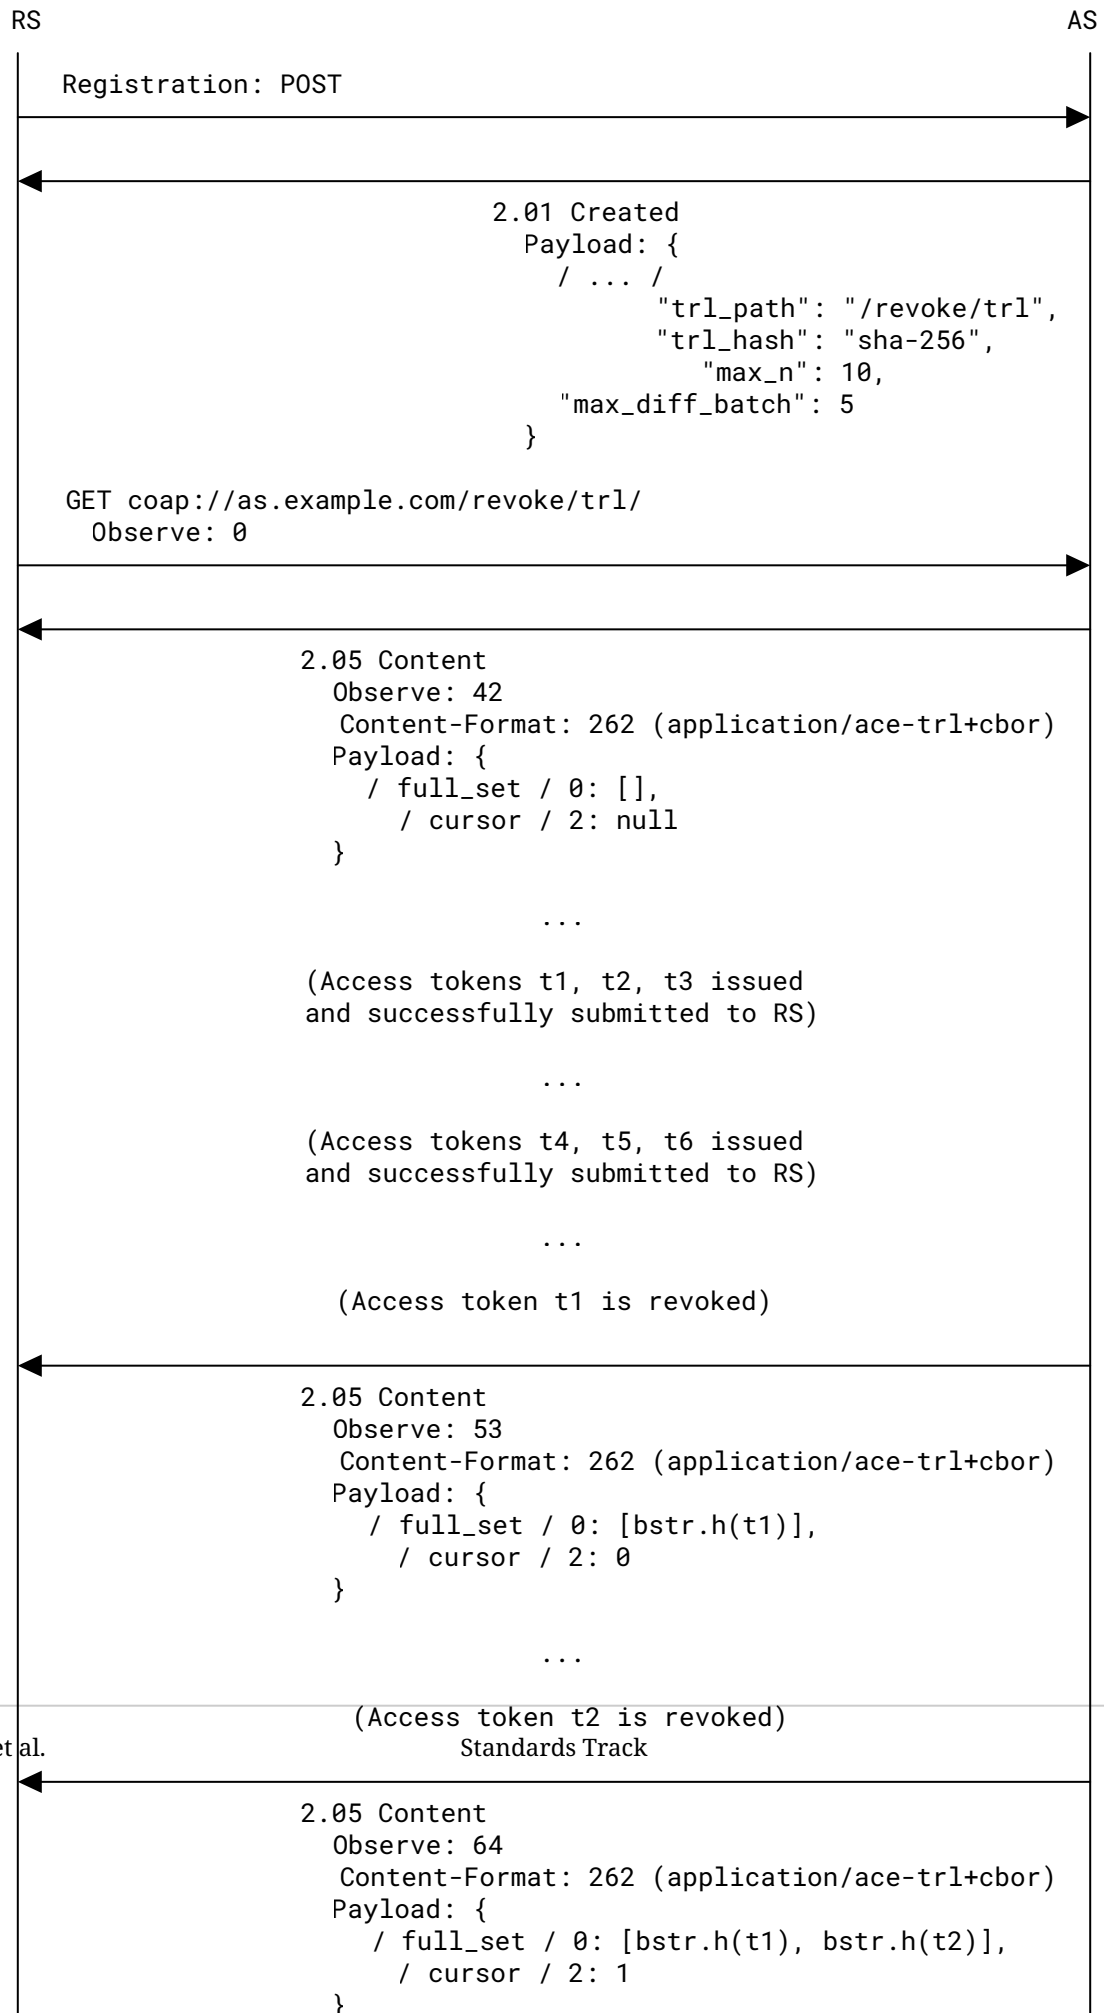 RS AS
Registration: POST
2.01 Created
Payload: {
/ ... /
"trl_path": "/revoke/trl",
"trl_hash": "sha-256",
"max_n": 10,
"max_diff_batch": 5
}
GET coap://as.example.com/revoke/trl/
Observe: 0
2.05 Content
Observe: 42
Content-Format: 262 (application/ace-trl+cbor)
Payload: {
/ full_set / 0: [],
/ cursor / 2: null
}
...
(Access tokens t1, t2, t3 issued
and successfully submitted to RS)
...
(Access tokens t4, t5, t6 issued
and successfully submitted to RS)
...
(Access token t1 is revoked)
2.05 Content
Observe: 53
Content-Format: 262 (application/ace-trl+cbor)
Payload: {
/ full_set / 0: [bstr.h(t1)],
/ cursor / 2: 0
}
...
(Access token t2 is revoked)
et al. Standards Track
2.05 Content
Observe: 64
Content-Format: 262 (application/ace-trl+cbor)
Payload: {
/ full_set / 0: [bstr.h(t1), bstr.h(t2)],
/ cursor / 2: 1
}